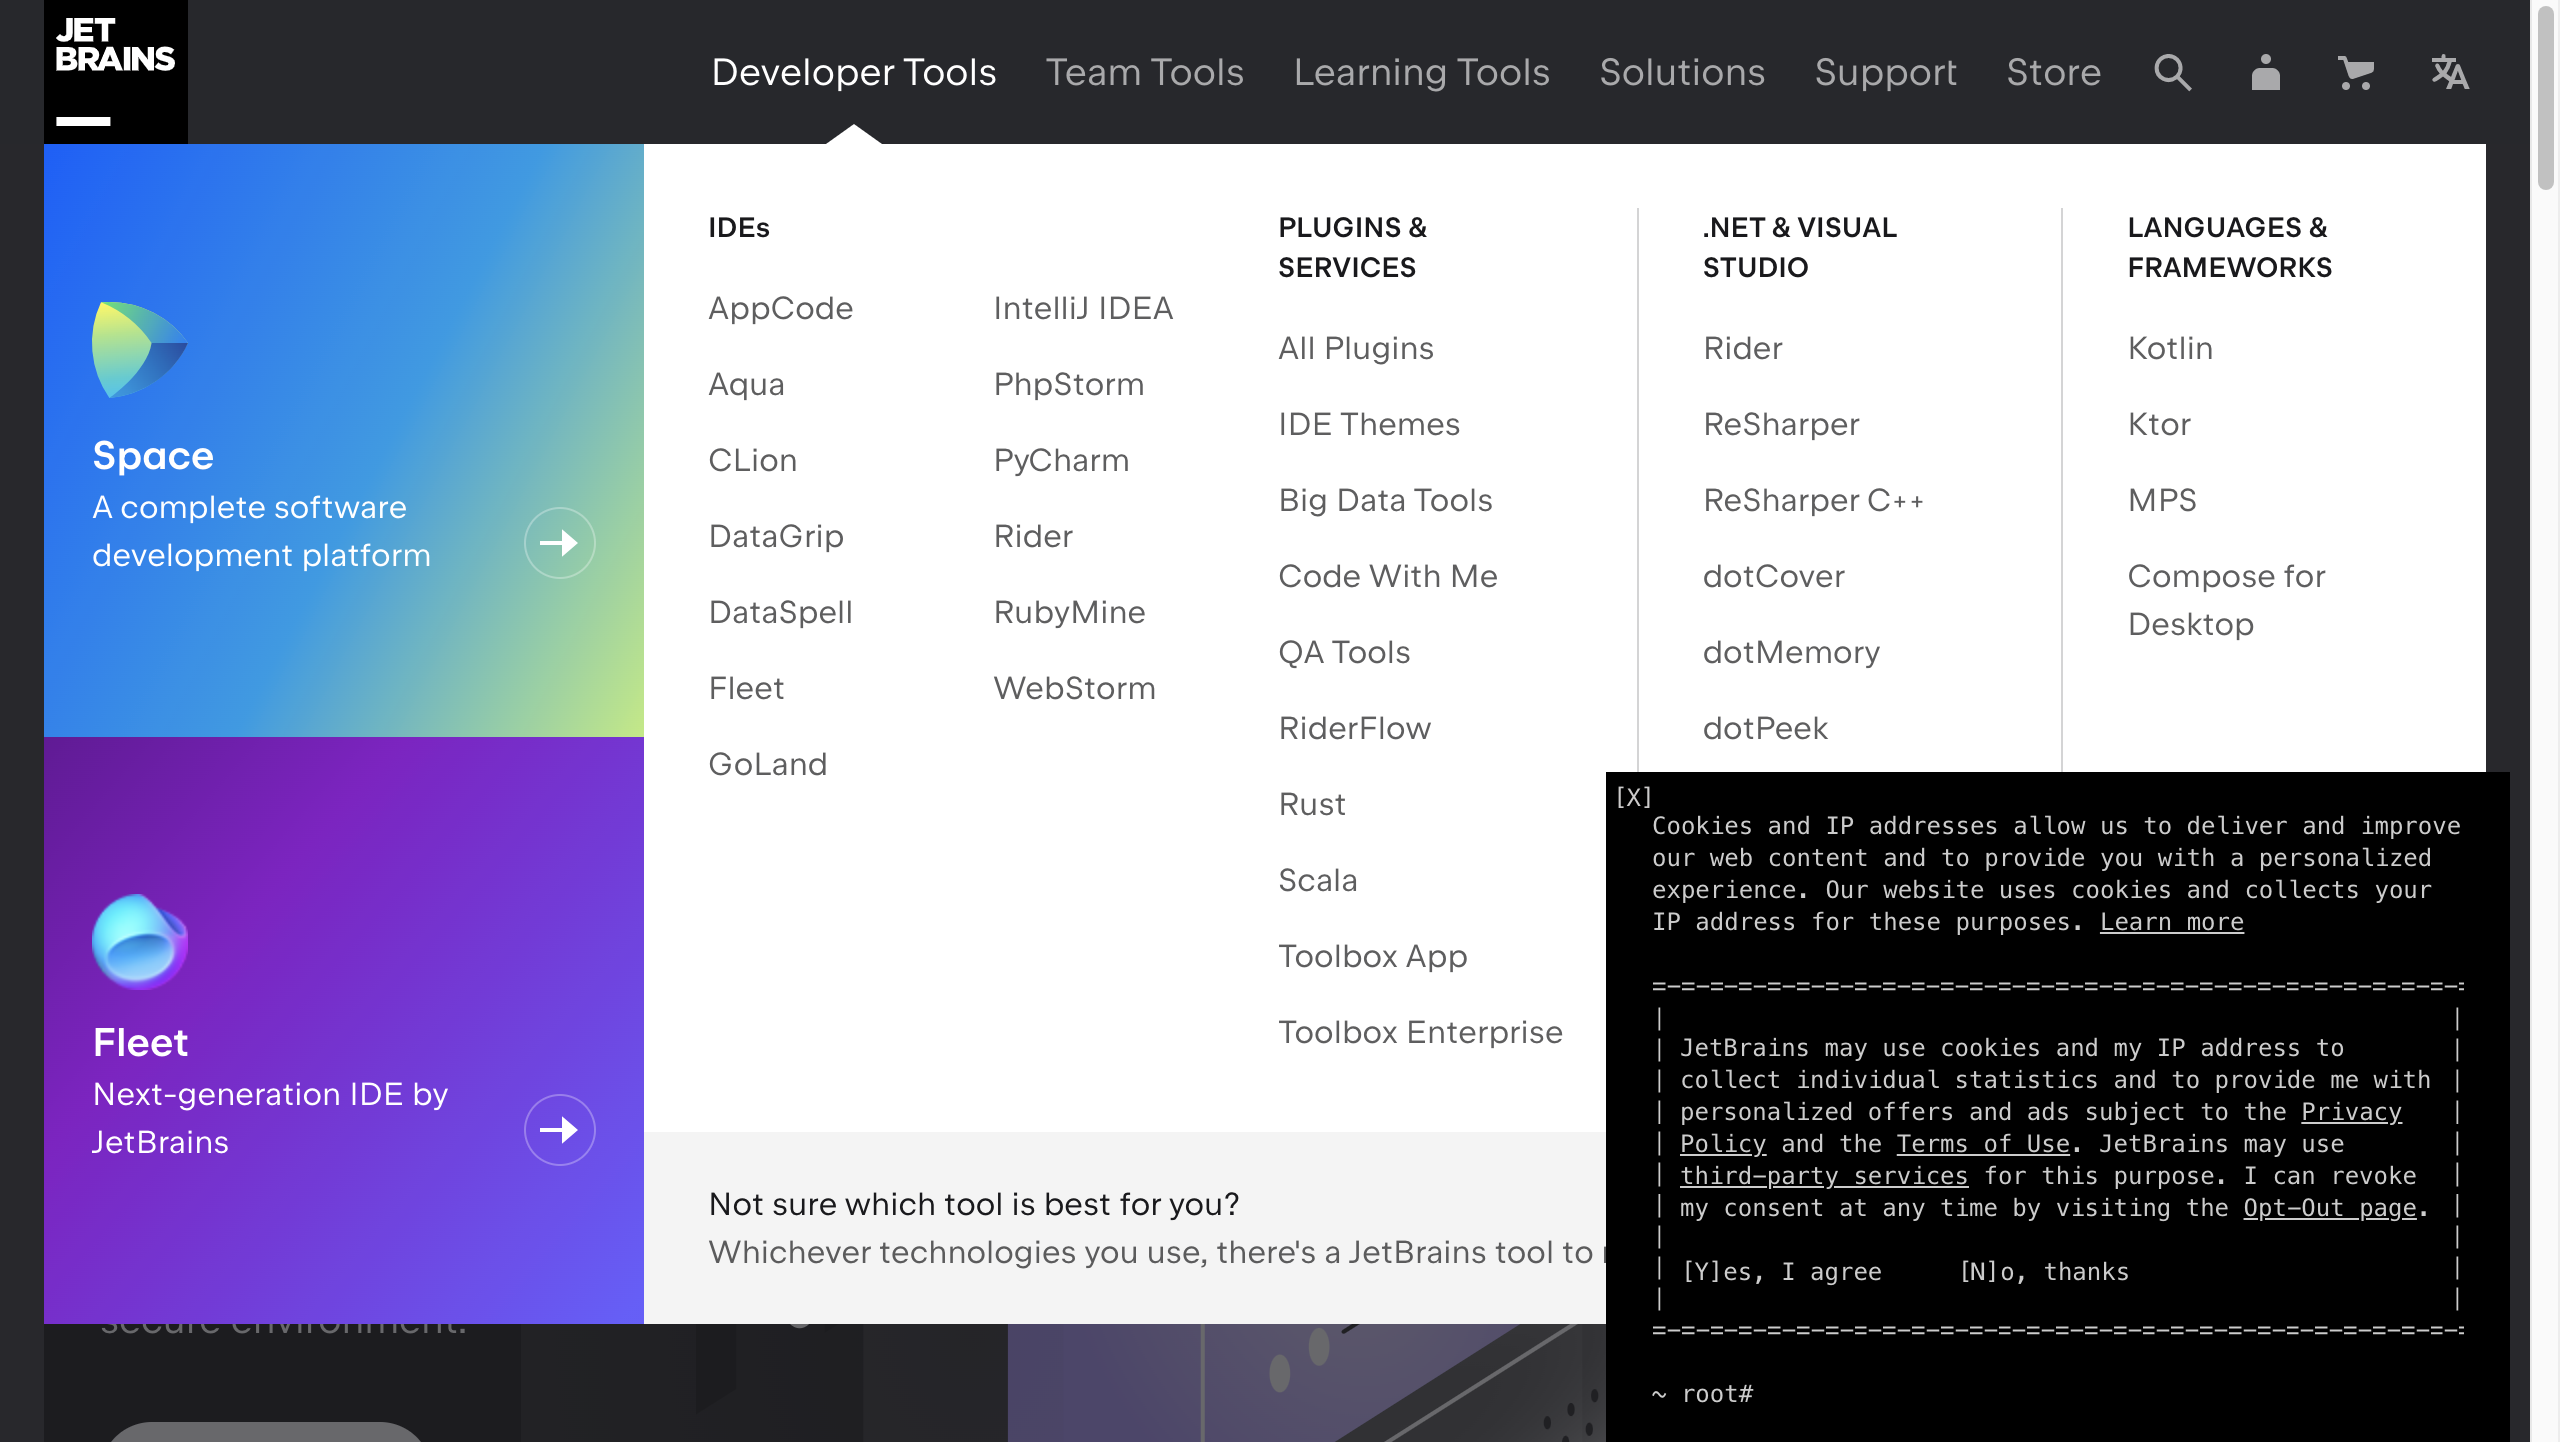 JET
BRAINS
Developer Tools
Team Tools
Learning Tools
Solutions
Support
Store
Space
A complete software
development platform
Fleet
Next-generation IDE by
JetBrains
IDEs
AppCode
Aqua
CLion
DataGrip
DataSpell
Fleet
GoLand
IntelliJ IDEA
PhpStorm
PyCharm
Rider
RubyMine
WebStorm
PLUGINS &
SERVICES
All Plugins
IDE Themes
Big Data Tools
Code With Me
QA Tools
RiderFlow
Rust
Scala
Toolbox App
Toolbox Enterprise
.NET & VISUAL
STUDIO
Rider
ReSharper
ReSharper C++
dotCover
dotMemory
dotPeek
LANGUAGES &
FRAMEWORKS
Kotlin
Ktor
MPS
Compose for
Desktop
Not sure which tool is best for you?
Whichever technologies you use, there's a JetBrains tool to
secure environment.
[X]
Cookies and IP addresses allow us to deliver and improve
our web content and to provide you with a personalized
experience. Our website uses cookies and collects your
IP address for these purposes. Learn more
JetBrains may use cookies and my IP address to
collect individual statistics and to provide me with
personalized offers and ads subject to the Privacy
Policy and the Terms of Use. JetBrains may use
third-party services for this purpose. I can revoke
my consent at any time by visiting the Opt-Out page.
[Y]es, I agree [N]o, thanks
~ root#